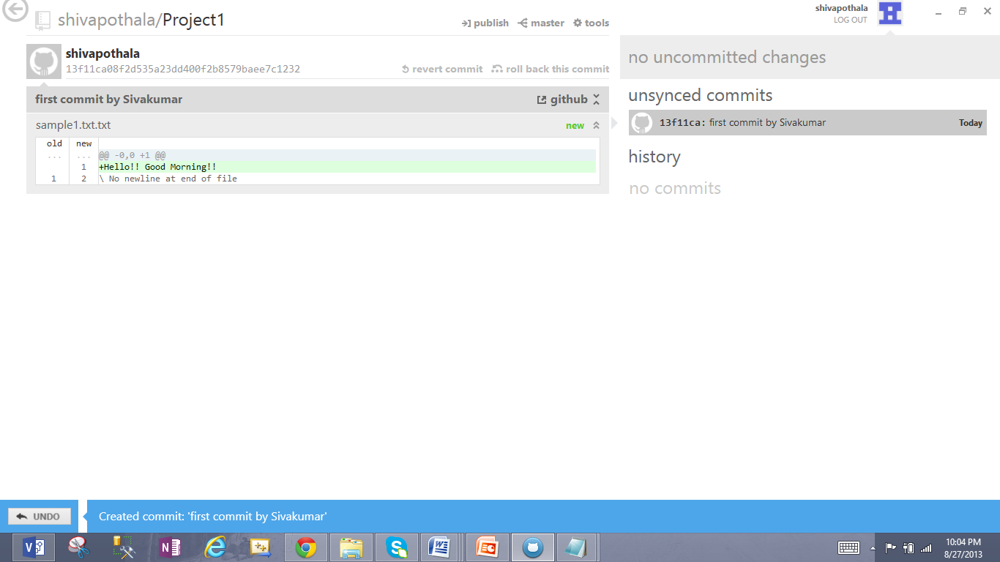 shivapothala/Project1
publish master tools
shivapothala
LOG OUT
shivapothala
13f11ca08f2d535a23dd400f2b8579baee7c1232
revert commit roll back this commit
first commit by Sivakumar
github
sample1.txt.txt
new
old new
... ... @@ -0,0 +1 @@
1 +Hello!! Good Morning!!
1 2 \ No newline at end of file
no uncommitted changes
unsynced commits
13f11ca: first commit by Sivakumar Today
history
no commits
UNDO
Created commit: 'first commit by Sivakumar'
10:04 PM
8/27/2013